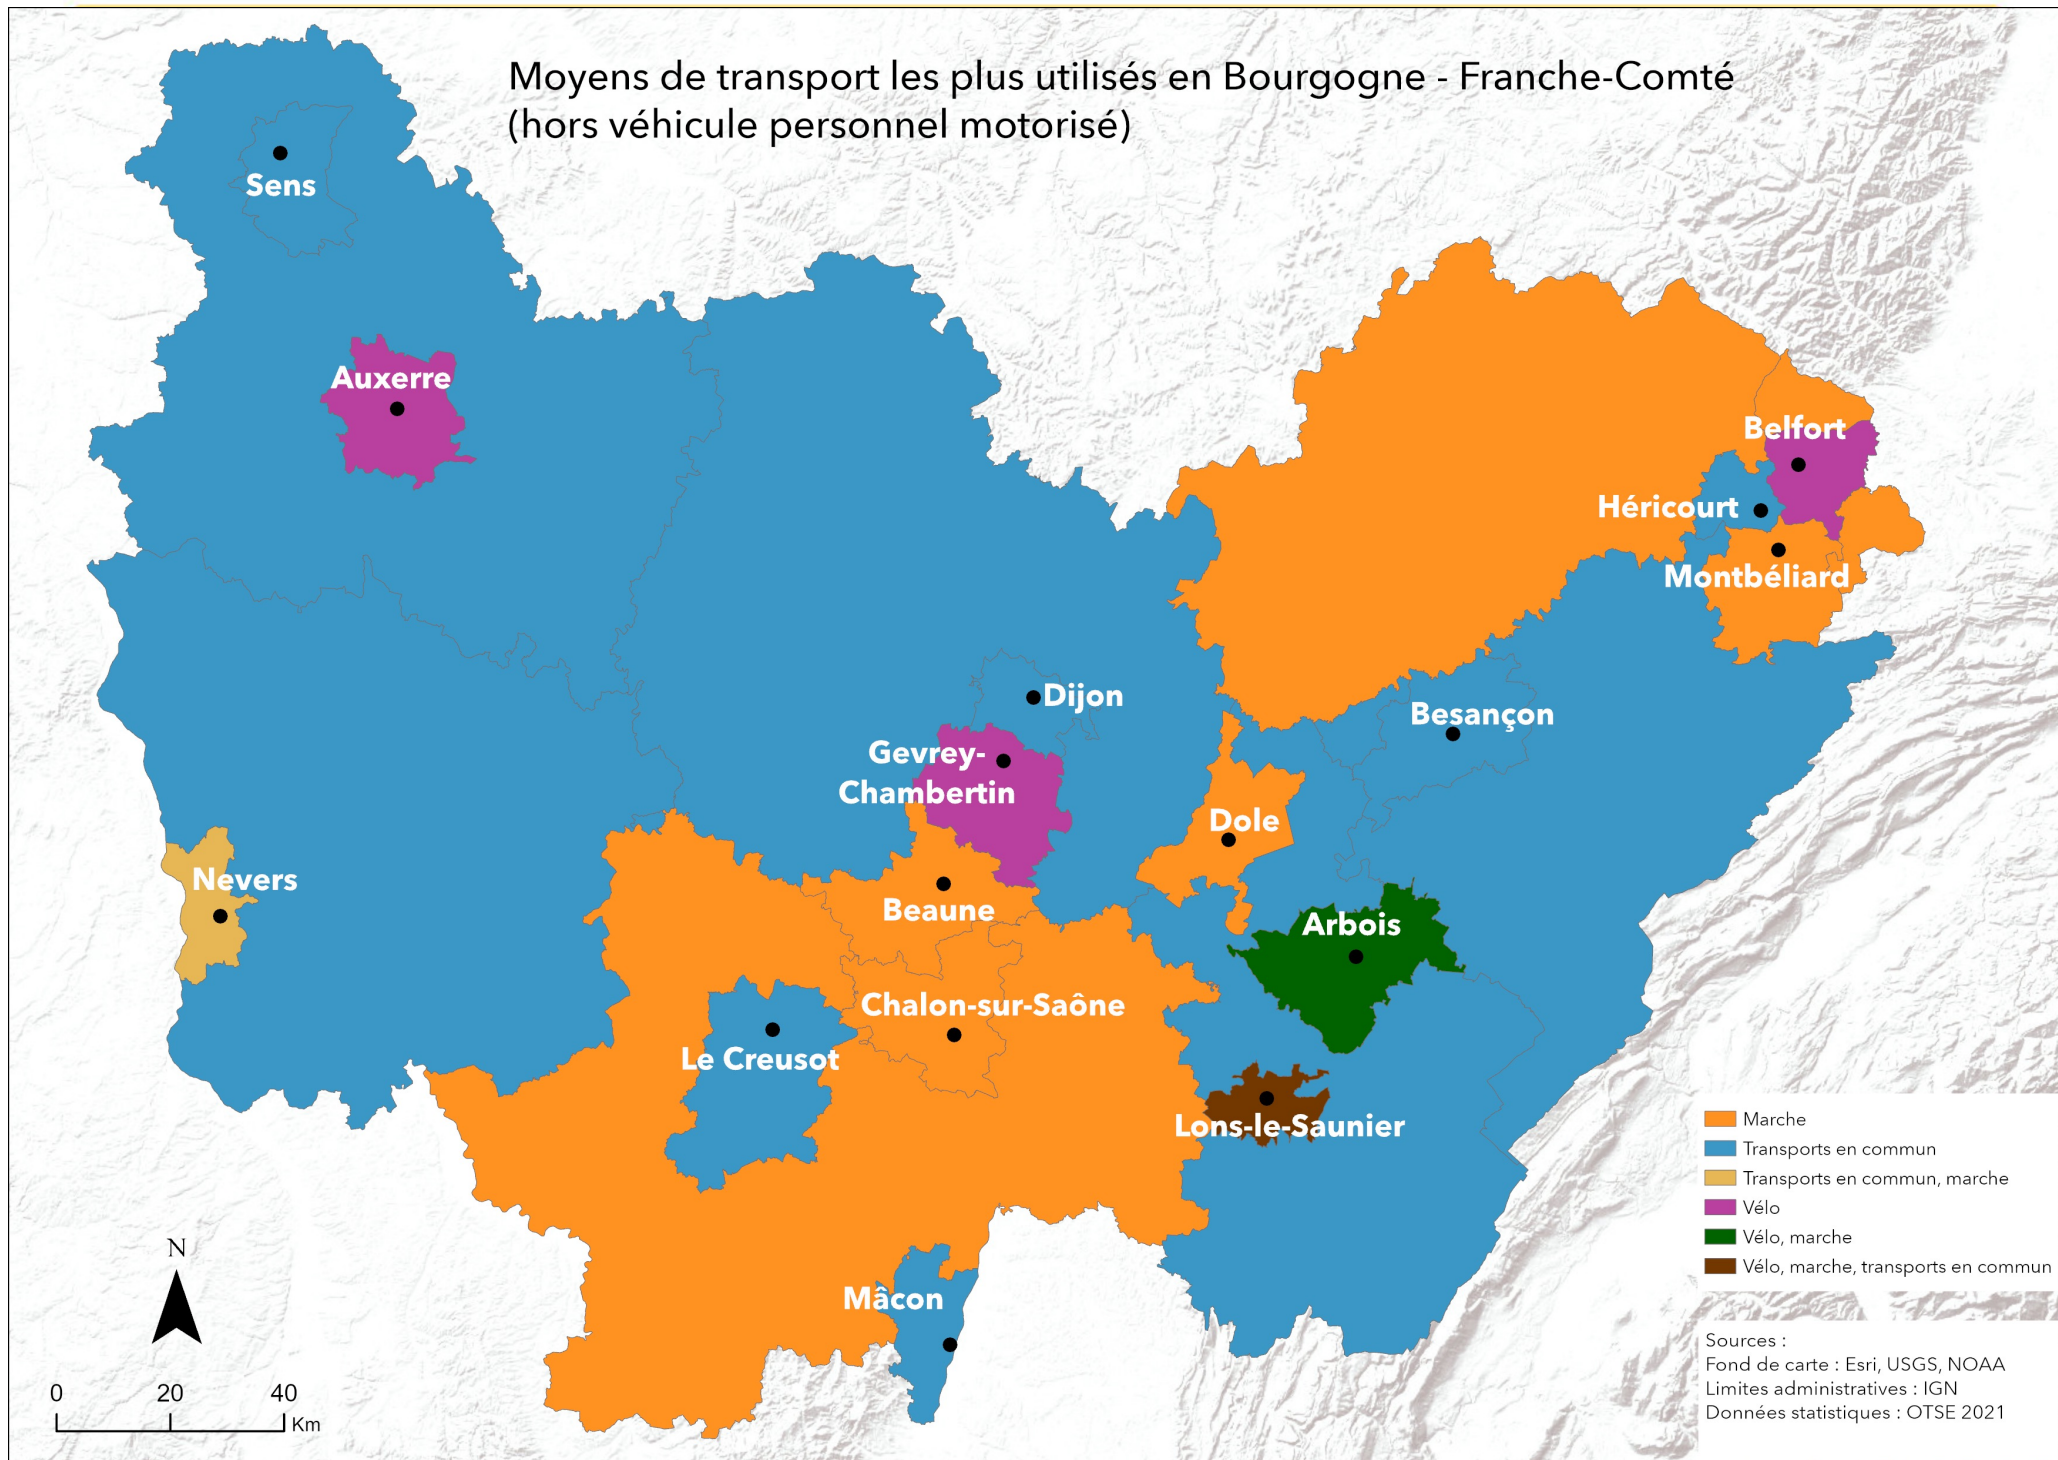 Moyens de transport les plus utilisés en Bourgogne - Franche-Comté
(hors véhicule personnel motorisé)
Sens
Auxerre
Belfort
Héricourt
Montbéliard
Dijon
Besançon
Gevrey-
Chambertin
Dole
Nevers
Beaune
Arbois
Chalon-sur-Saône
Le Creusot
Lons-le-Saunier
Mâcon
Marche
Transports en commun
Transports en commun, marche
Vélo
Vélo, marche
Vélo, marche, transports en commun
N
0 20 40
Km
Sources :
Fond de carte : Esri, USGS, NOAA
Limites administratives : IGN
Données statistiques : OTSE 2021